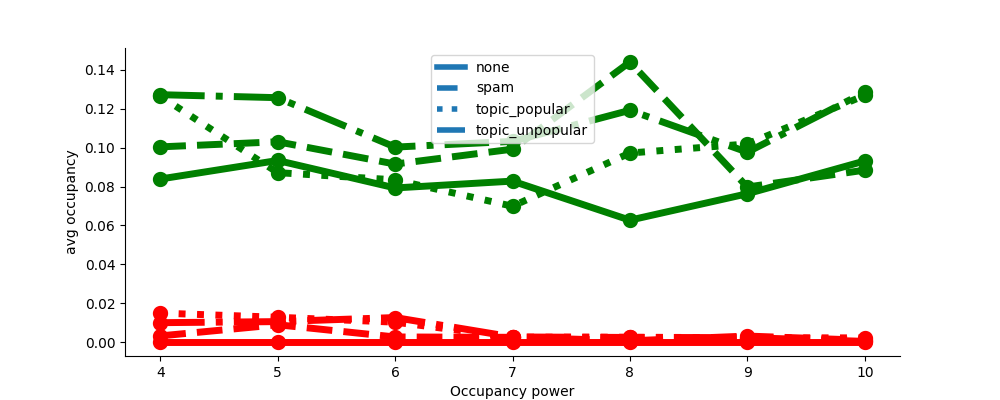 none
spam
topic_popular
topic_unpopular
avg occupancy
0.14
0.12
0.10
0.08
0.06
0.04
0.02
0.00
4 5 6 7 8 9 10
Occupancy power